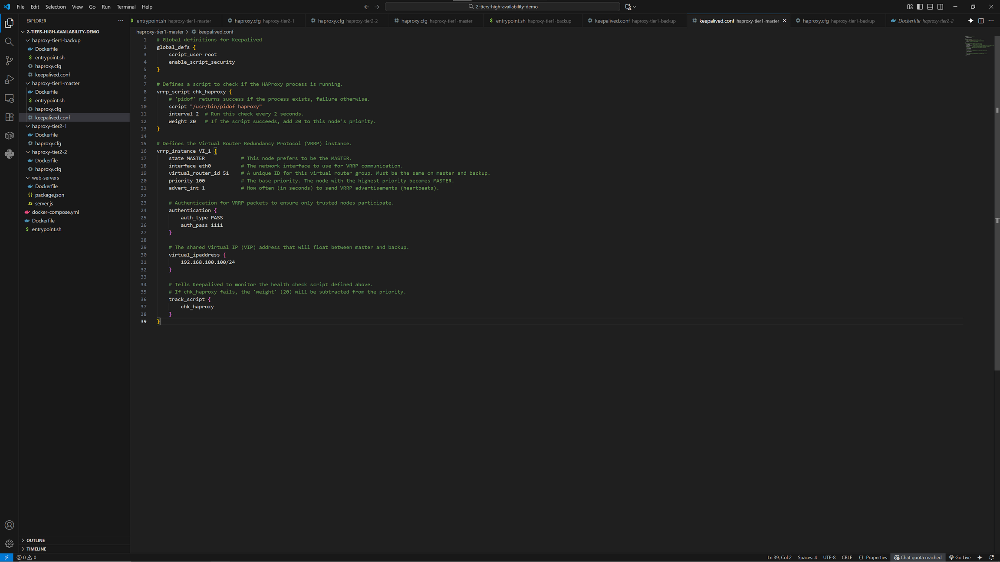 File Edit Selection View Go Run Terminal Help
2-tiers-high-availability-demo
EXPLORER
2-TIERS-HIGH-AVAILABILITY-DEMO
haproxy-tier1-backup
Dockerfile
entrypoint.sh
haproxy.cfg
keepalived.conf
haproxy-tier1-master
Dockerfile
entrypoint.sh
haproxy.cfg
keepalived.conf
haproxy-tier2-1
Dockerfile
haproxy.cfg
haproxy-tier2-2
Dockerfile
haproxy.cfg
web-servers
Dockerfile
package.json
server.js
docker-compose.yml
Dockerfile
entrypoint.sh
OUTLINE
TIMELINE
entrypoint.sh haproxy-tier1-master haproxy.cfg haproxy-tier2-1 haproxy.cfg haproxy-tier2-2 haproxy.cfg haproxy-tier1-master entrypoint.sh haproxy-tier1-backup keepalived.conf haproxy-tier1-backup keepalived.conf haproxy-tier1-master haproxy.cfg haproxy-tier1-backup Dockerfile haproxy-tier2-2
haproxy-tier1-master > keepalived.conf
1 # Global definitions for Keepalived
2 global_defs {
3 script_user root
4 enable_script_security
5 }
6
7 # Defines a script to check if the HAProxy process is running.
8 vrrp_script chk_haproxy {
9 # 'pidof' returns success if the process exists, failure otherwise.
10 script "/usr/bin/pidof haproxy"
11 interval 2 # Run this check every 2 seconds.
12 weight 20 # If the script succeeds, add 20 to this node's priority.
13 }
14
15 # Defines the Virtual Router Redundancy Protocol (VRRP) instance.
16 vrrp_instance VI_1 {
17 state MASTER # This node prefers to be the MASTER.
18 interface eth0 # The network interface to use for VRRP communication.
19 virtual_router_id 51 # A unique ID for this virtual router group. Must be the same on master and backup.
20 priority 100 # The base priority. The node with the highest priority becomes MASTER.
21 advert_int 1 # How often (in seconds) to send VRRP advertisements (heartbeats).
22
23 # Authentication for VRRP packets to ensure only trusted nodes participate.
24 authentication {
25 auth_type PASS
26 auth_pass 1111
27 }
28
29 # The shared Virtual IP (VIP) address that will float between master and backup.
30 virtual_ipaddress {
31 192.168.100.100/24
32 }
33
34 # Tells Keepalived to monitor the health check script defined above.
35 # If chk_haproxy fails, the 'weight' (20) will be subtracted from the priority.
36 track_script {
37 chk_haproxy
38 }
39 }
0 0
Ln 39, Col 2 Spaces: 4 UTF-8 CRLF {} Properties Chat quota reached Go Live